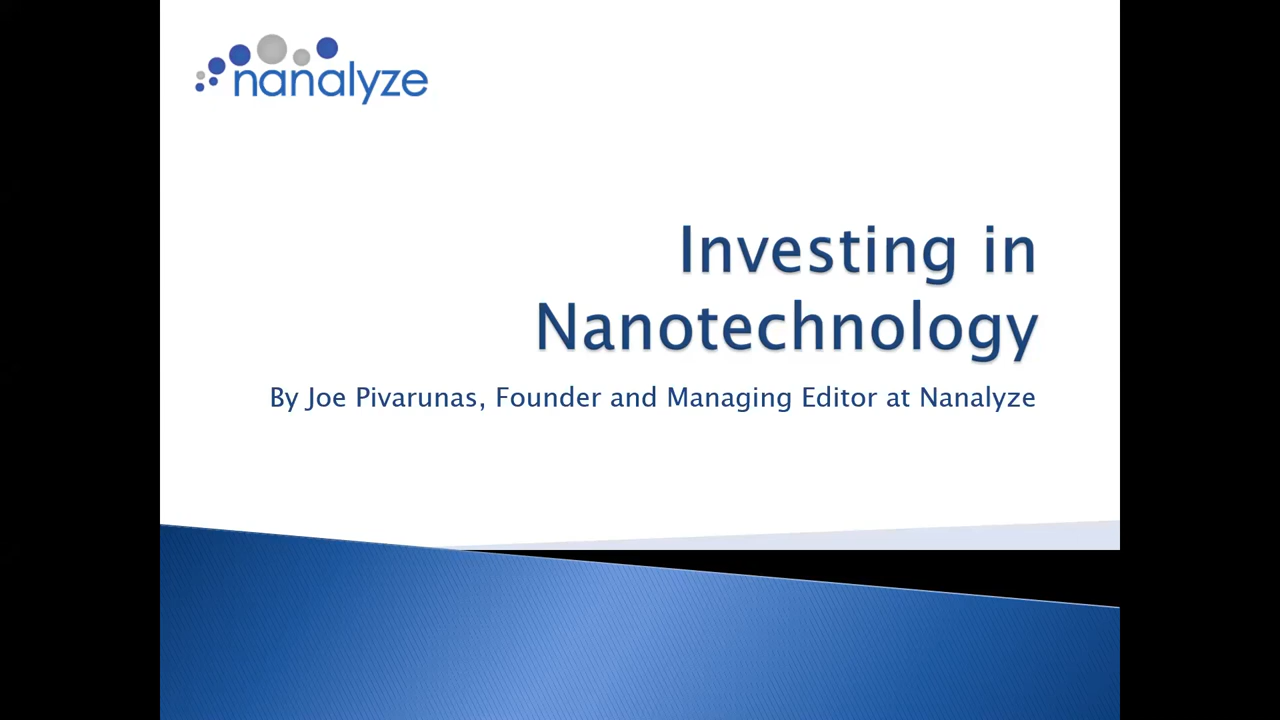 nanalyze
Investing in
Nanotechnology
By Joe Pivarunas, Founder and Managing Editor at Nanalyze